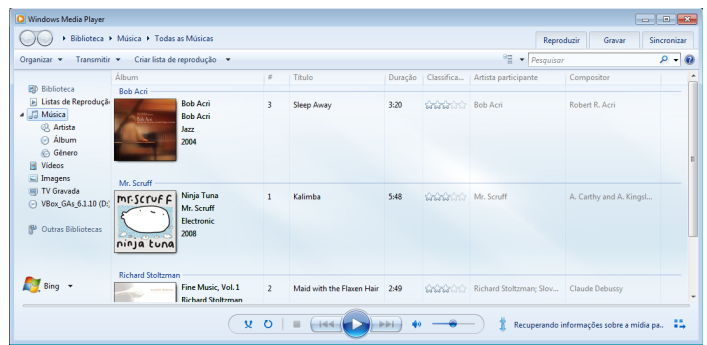 Windows Media Player
Biblioteca Música Todas as Músicas
Reproduzir Gravar Sincronizar
Organizar Transmitir Criar lista de reprodução Pesquisar
Álbum # Título Duração Classifica... Artista participante Compositor
Biblioteca
Listas de Reproduçã
Música
Artista
Álbum
Gênero
Vídeos
Imagens
TV Gravada
VBox_GAs_6.1.10 (D:)
Outras Bibliotecas
Bing
Bob Acri
Bob Acri 3 Sleep Away 3:20 Bob Acri Robert R. Acri
Bob Acri
Jazz
2004
Mr. Scruff
mr.scruff
ninja tuna
Ninja Tuna 1 Kalimba 5:48 Mr. Scruff A. Carthy and A. Kingsl...
Mr. Scruff
Electronic
2008
Richard Stoltzman
Fine Music, Vol. 1 2 Maid with the Flaxen Hair 2:49 Richard Stoltzman; Slov... Claude Debussy
Richard Stoltzman
Recuperando informações sobre a mídia pa..